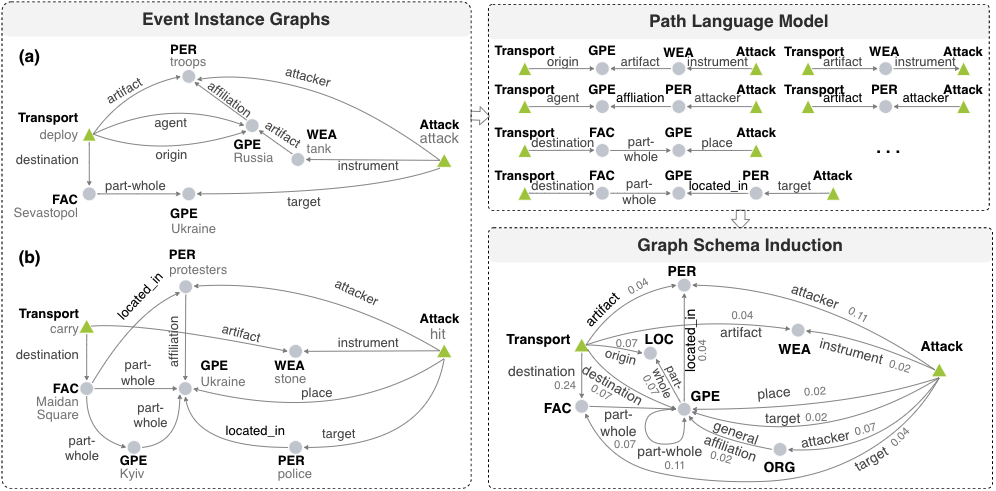 Event Instance Graphs
(a)
PER
troops
artifact
attacker
affiliation
Transport
deploy
agent
artifact
WEA
tank
Attack
attack
GPE
Russia
origin
destination
instrument
part-whole
FAC
Sevastopol
GPE
Ukraine
target
(b)
PER
protesters
located_in
attacker
Transport
carry
artifact
Attack
hit
affiliation
instrument
destination
part-
whole
GPE
Ukraine
WEA
stone
place
FAC
Maidan
Square
part-
whole
located_in
target
part-
whole
GPE
Kyiv
PER
police
Path Language Model
Transport GPE WEA Attack
origin artifact instrument
Transport WEA Attack
artifact instrument
Transport GPE PER Attack
agent affliation attacker
Transport PER Attack
artifact attacker
Transport FAC GPE Attack
destination part-
whole place
. . .
Transport FAC GPE PER Attack
destination part-
whole located_in target
Graph Schema Induction
PER
artifact 0.04
attacker 0.11
located_in
0.04
0.04
artifact
WEA
instrument 0.02
Transport
0.07
origin
LOC
part-
whole
0.07
Attack
destination
0.24
destination
0.07
GPE
place 0.02
FAC
target 0.02
part-
whole
0.07
general
affiliation
0.02
attacker 0.07
part-whole
0.11
ORG
target 0.04